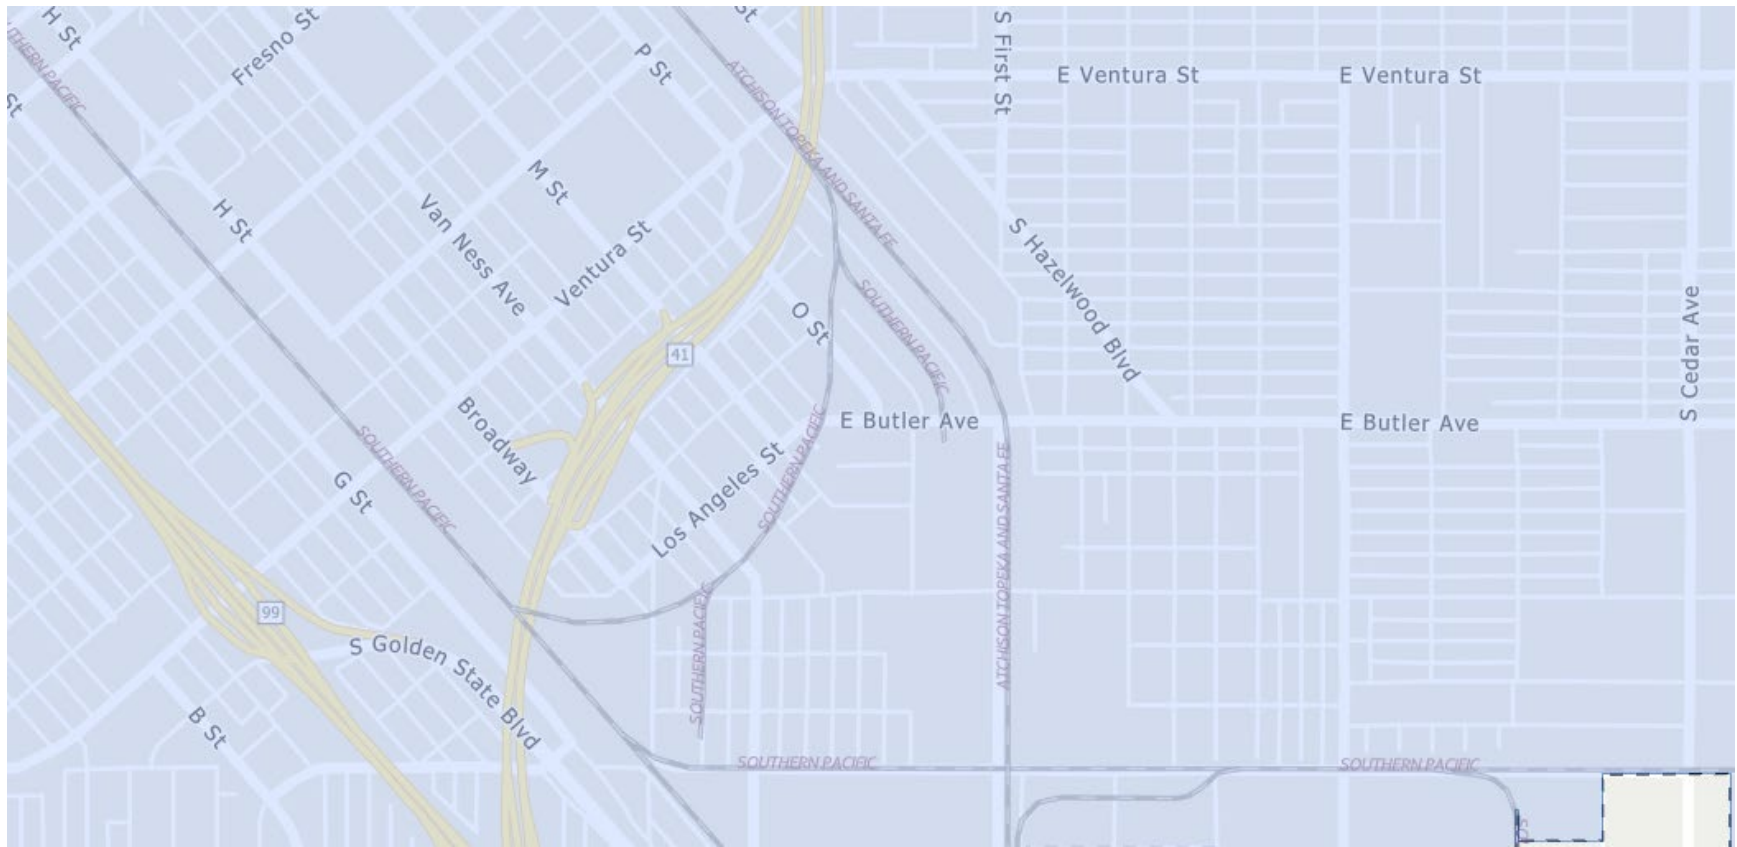 H St
Fresno St
St
P St
S First St
E Ventura St
E Ventura St
SOUTHERN PACIFIC
St
ATCHISON TOPEKA AND SANTA FE
H St
M St
Van Ness Ave
Ventura St
S Hazelwood Blvd
SOUTHERN PACIFIC
O St
41
S Cedar Ave
Broadway
E Butler Ave
E Butler Ave
SOUTHERN PACIFIC
G St
Los Angeles St
SOUTHERN PACIFIC
ATCHISON TOPEKA AND SANTA FE
99
S Golden State Blvd
SOUTHERN PACIFIC
B St
SOUTHERN PACIFIC
SOUTHERN PACIFIC